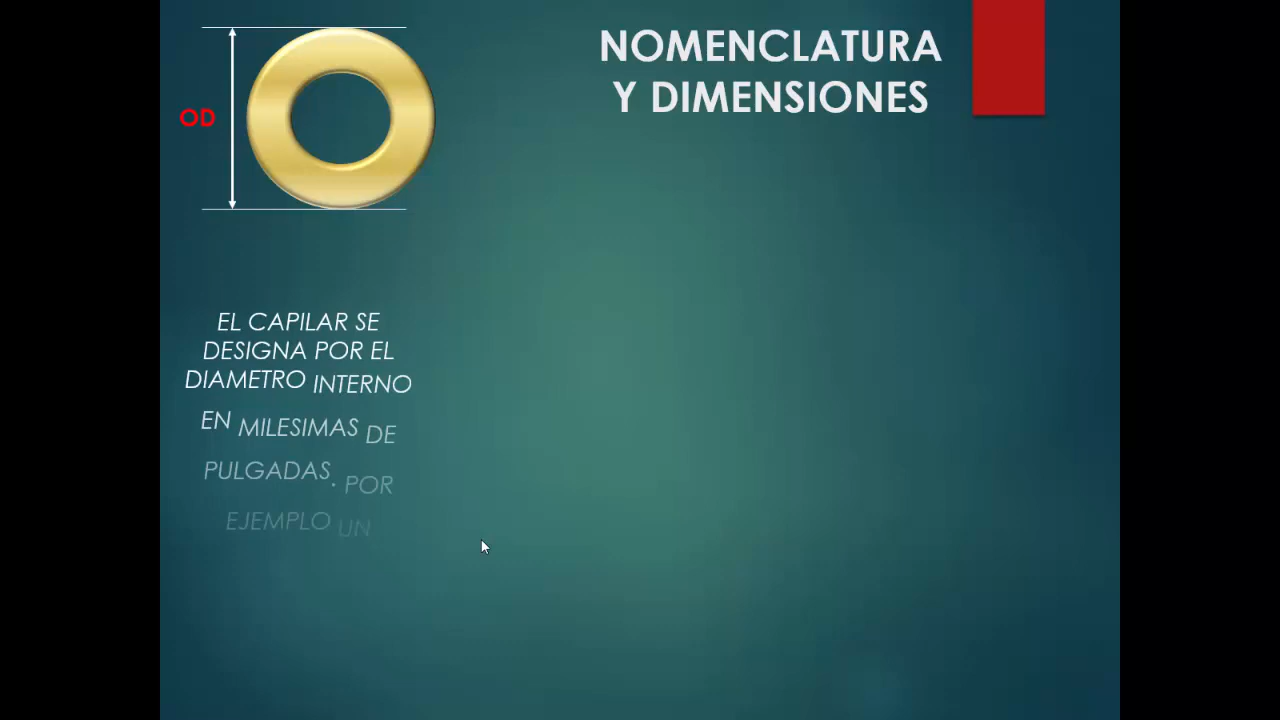 NOMENCLATURA
Y DIMENSIONES
OD
EL CAPILAR SE
DESIGNA POR EL
DIAMETRO INTERNO
EN MILESIMAS DE
PULGADAS. POR
EJEMPLO UN